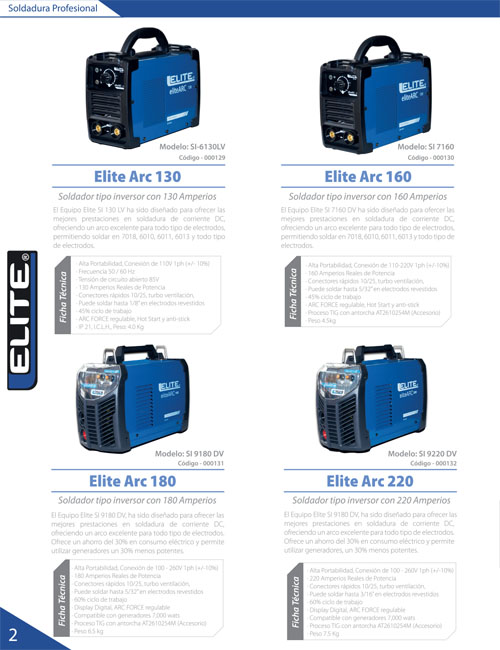 Soldadura Profesional
ELITE
eliteARC
Modelo: SI-6130LV
Código - 000129
Elite Arc 130
Soldador tipo inversor con 130 Amperios
El Equipo Elite SI 130 LV ha sido diseñado para ofrecer las
mejores prestaciones en soldadura de corriente DC,
ofreciendo un arco excelente para todo tipo de electrodos,
permitiendo soldar en 7018, 6010, 6011, 6013 y todo tipo
de electrodos.
Ficha Técnica
· Alta Portabilidad, Conexión de 110V 1ph (+/- 10%)
· Frecuencia 50 / 60 Hz
· Tensión de circuito abierto 85V
· 130 Amperios Reales de Potencia
· Conectores rápidos 10/25, turbo ventilación,
· Puede soldar hasta 1/8" en electrodos revestidos
· 45% ciclo de trabajo
· ARC FORCE regulable, Hot Start y anti-stick
· IP 21, I.C.L.H., Peso: 4.0 Kg
ELITE
eliteARC
Modelo: SI 7160
Código - 000130
Elite Arc 160
Soldador tipo inversor con 160 Amperios
El Equipo Elite SI 7160 DV ha sido diseñado para ofrecer las
mejores prestaciones en soldadura de corriente DC,
ofreciendo un arco excelente para todo tipo de electrodos,
permitiendo soldar en 7018, 6010, 6011, 6013 y todo tipo de
electrodos.
Ficha Técnica
· Alta Portabilidad, Conexión de 110-220V 1ph (+/-10%)
· 160 Amperios Reales de Potencia
· Conectores rápidos 10/25, turbo ventilación,
· Puede soldar hasta 5/32" en electrodos revestidos
· 45% ciclo de trabajo
· ARC FORCE regulable, Hot Start y anti-stick
· Proceso TIG con antorcha AT2610254M (Accesorio)
· Peso 4.5kg
ELITE®
ELITE
eliteARC
Modelo: SI 9180 DV
Código - 000131
Elite Arc 180
Soldador tipo inversor con 180 Amperios
El Equipo Elite SI 9180 DV, ha sido diseñado para ofrecer las
mejores prestaciones en soldadura de corriente DC,
ofreciendo un arco excelente para todo tipo de electrodos.
Ofrece un ahorro del 30% en consumo eléctrico y permite
utilizar generadores un 30% menos potentes.
Ficha Técnica
· Alta Portabilidad, Conexión de 100 - 260V 1ph (+/-10%)
· 180 Amperios Reales de Potencia
· Conectores rápidos 10/25, turbo ventilación,
· Puede soldar hasta 5/32" en electrodos revestidos
· 60% ciclo de trabajo
· Display Digital, ARC FORCE regulable
· Compatible con generadores 7,000 wats
· Proceso TIG con antorcha AT2610254M (Accesorio)
· Peso 6.5 kg
ELITE
eliteARC
Modelo: SI 9220 DV
Código - 000132
Elite Arc 220
Soldador tipo inversor con 220 Amperios
El Equipo Elite SI 9180 DV, ha sido diseñado para ofrecer las
mejores prestaciones en soldadura de corriente DC,
ofreciendo un arco excelente para todo tipo de electrodos.
Ofrece un ahorro del 30% en consumo eléctrico y permite
utilizar generadores, un 30% menos potentes.
Ficha Técnica
· Alta Portabilidad, Conexión de 100 - 260V 1ph (+/-10%)
· 220 Amperios Reales de Potencia
· Conectores rápidos 10/25, turbo ventilación,
· Puede soldar hasta 3/16" en electrodos revestidos
· 60% ciclo de trabajo
· Display Digital, ARC FORCE regulable
· Compatible con generadores 7,000 wats
· Proceso TIG con antorcha AT2610254M (Accesorio)
· Peso 7.5 Kg
2